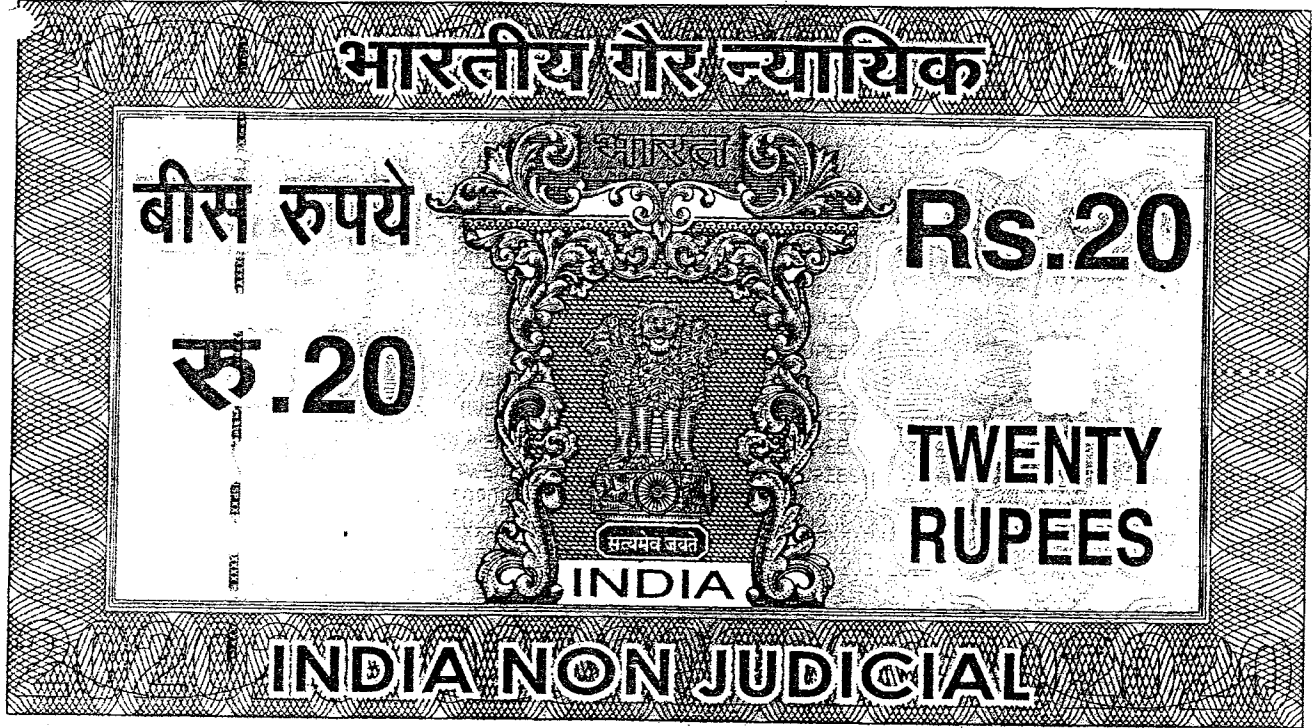 भारतीय गैर न्यायिक
भारत
बीस रुपये
Rs.20
रु.20
TWENTY
RUPEES
सत्यमेव जयते
INDIA
INDIA NON JUDICIAL